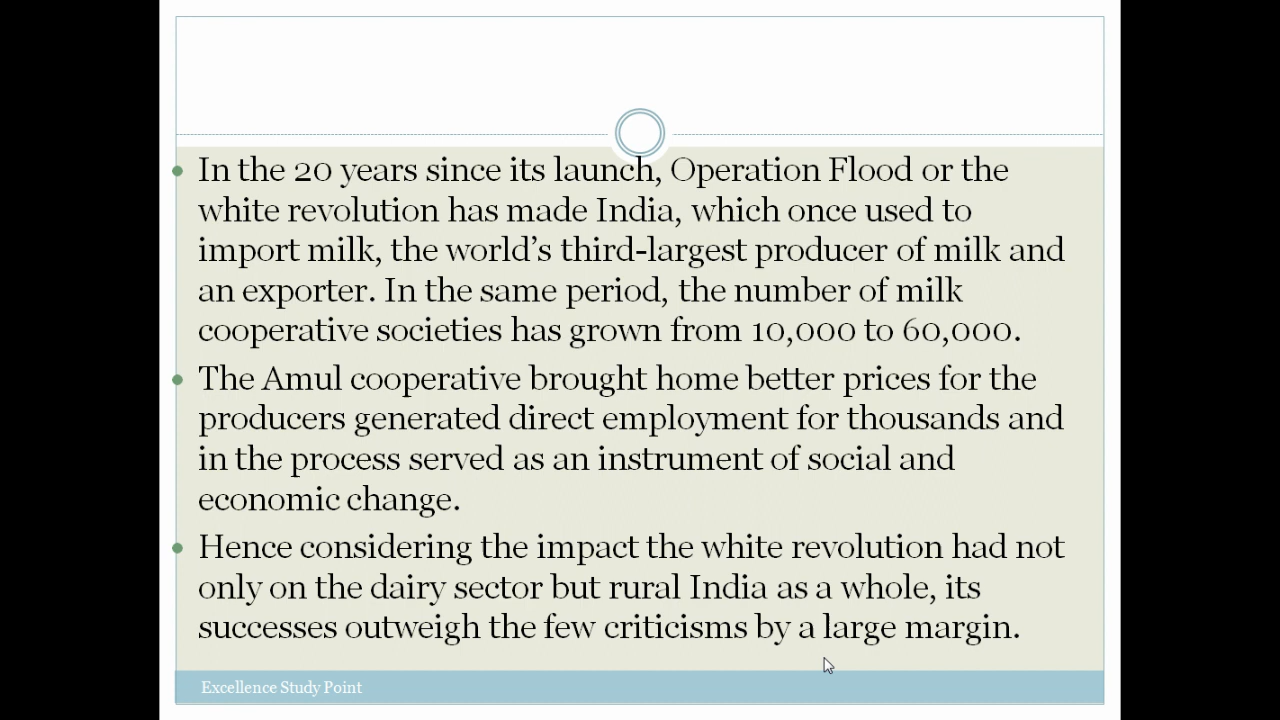 In the 20 years since its launch, Operation Flood or the
white revolution has made India, which once used to
import milk, the world's third-largest producer of milk and
an exporter. In the same period, the number of milk
cooperative societies has grown from 10,000 to 60,000.
The Amul cooperative brought home better prices for the
producers generated direct employment for thousands and
in the process served as an instrument of social and
economic change.
Hence considering the impact the white revolution had not
only on the dairy sector but rural India as a whole, its
successes outweigh the few criticisms by a large margin.
Excellence Study Point